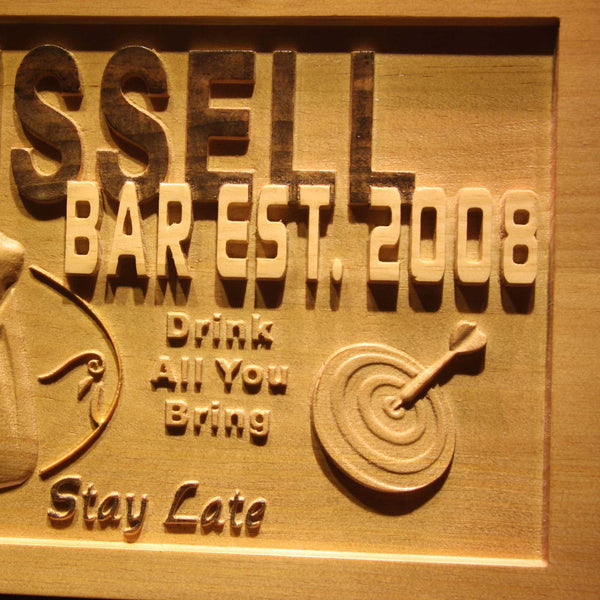 SSELL
BAR EST. 2008
Drink
All You
Bring
Stay Late